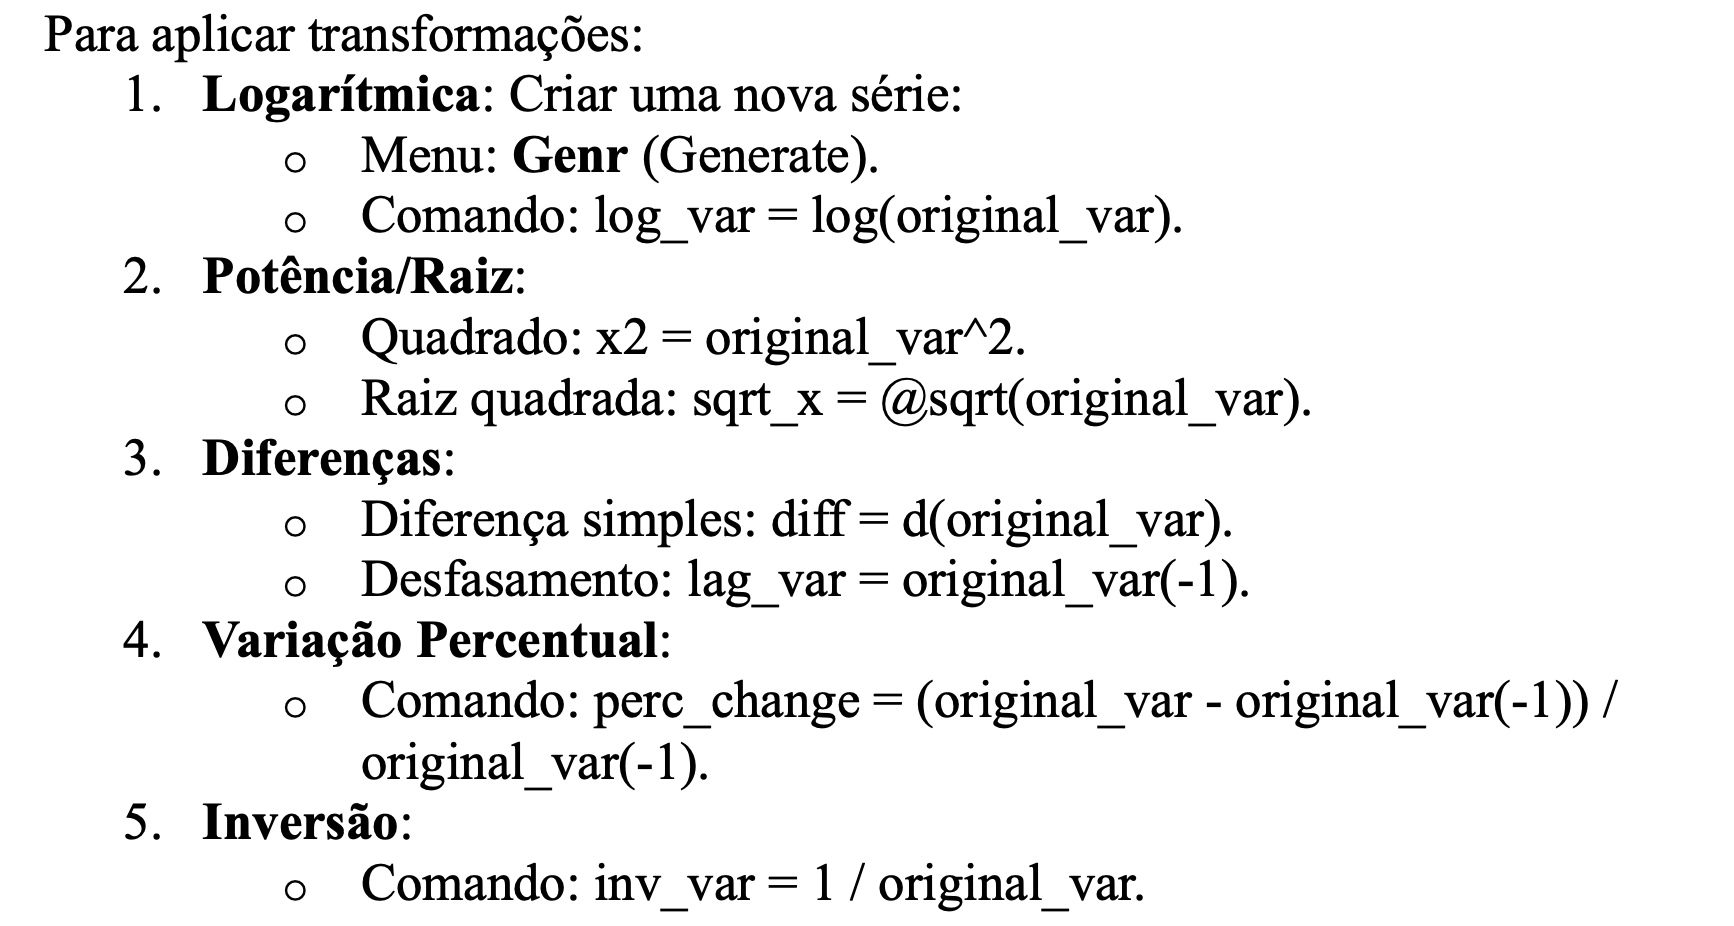 Para aplicar transformações:
1. Logarítmica: Criar uma nova série:
o Menu: Genr (Generate).
o Comando: log_var = log(original_var).
2. Potência/Raiz:
o Quadrado: x2 = original_var^2.
o Raiz quadrada: sqrt_x = @sqrt(original_var).
3. Diferenças:
o Diferença simples: diff = d(original_var).
o Desfasamento: lag_var = original_var(-1).
4. Variação Percentual:
o Comando: perc_change = (original_var - original_var(-1)) /
original_var(-1).
5. Inversão:
o Comando: inv_var = 1 / original_var.